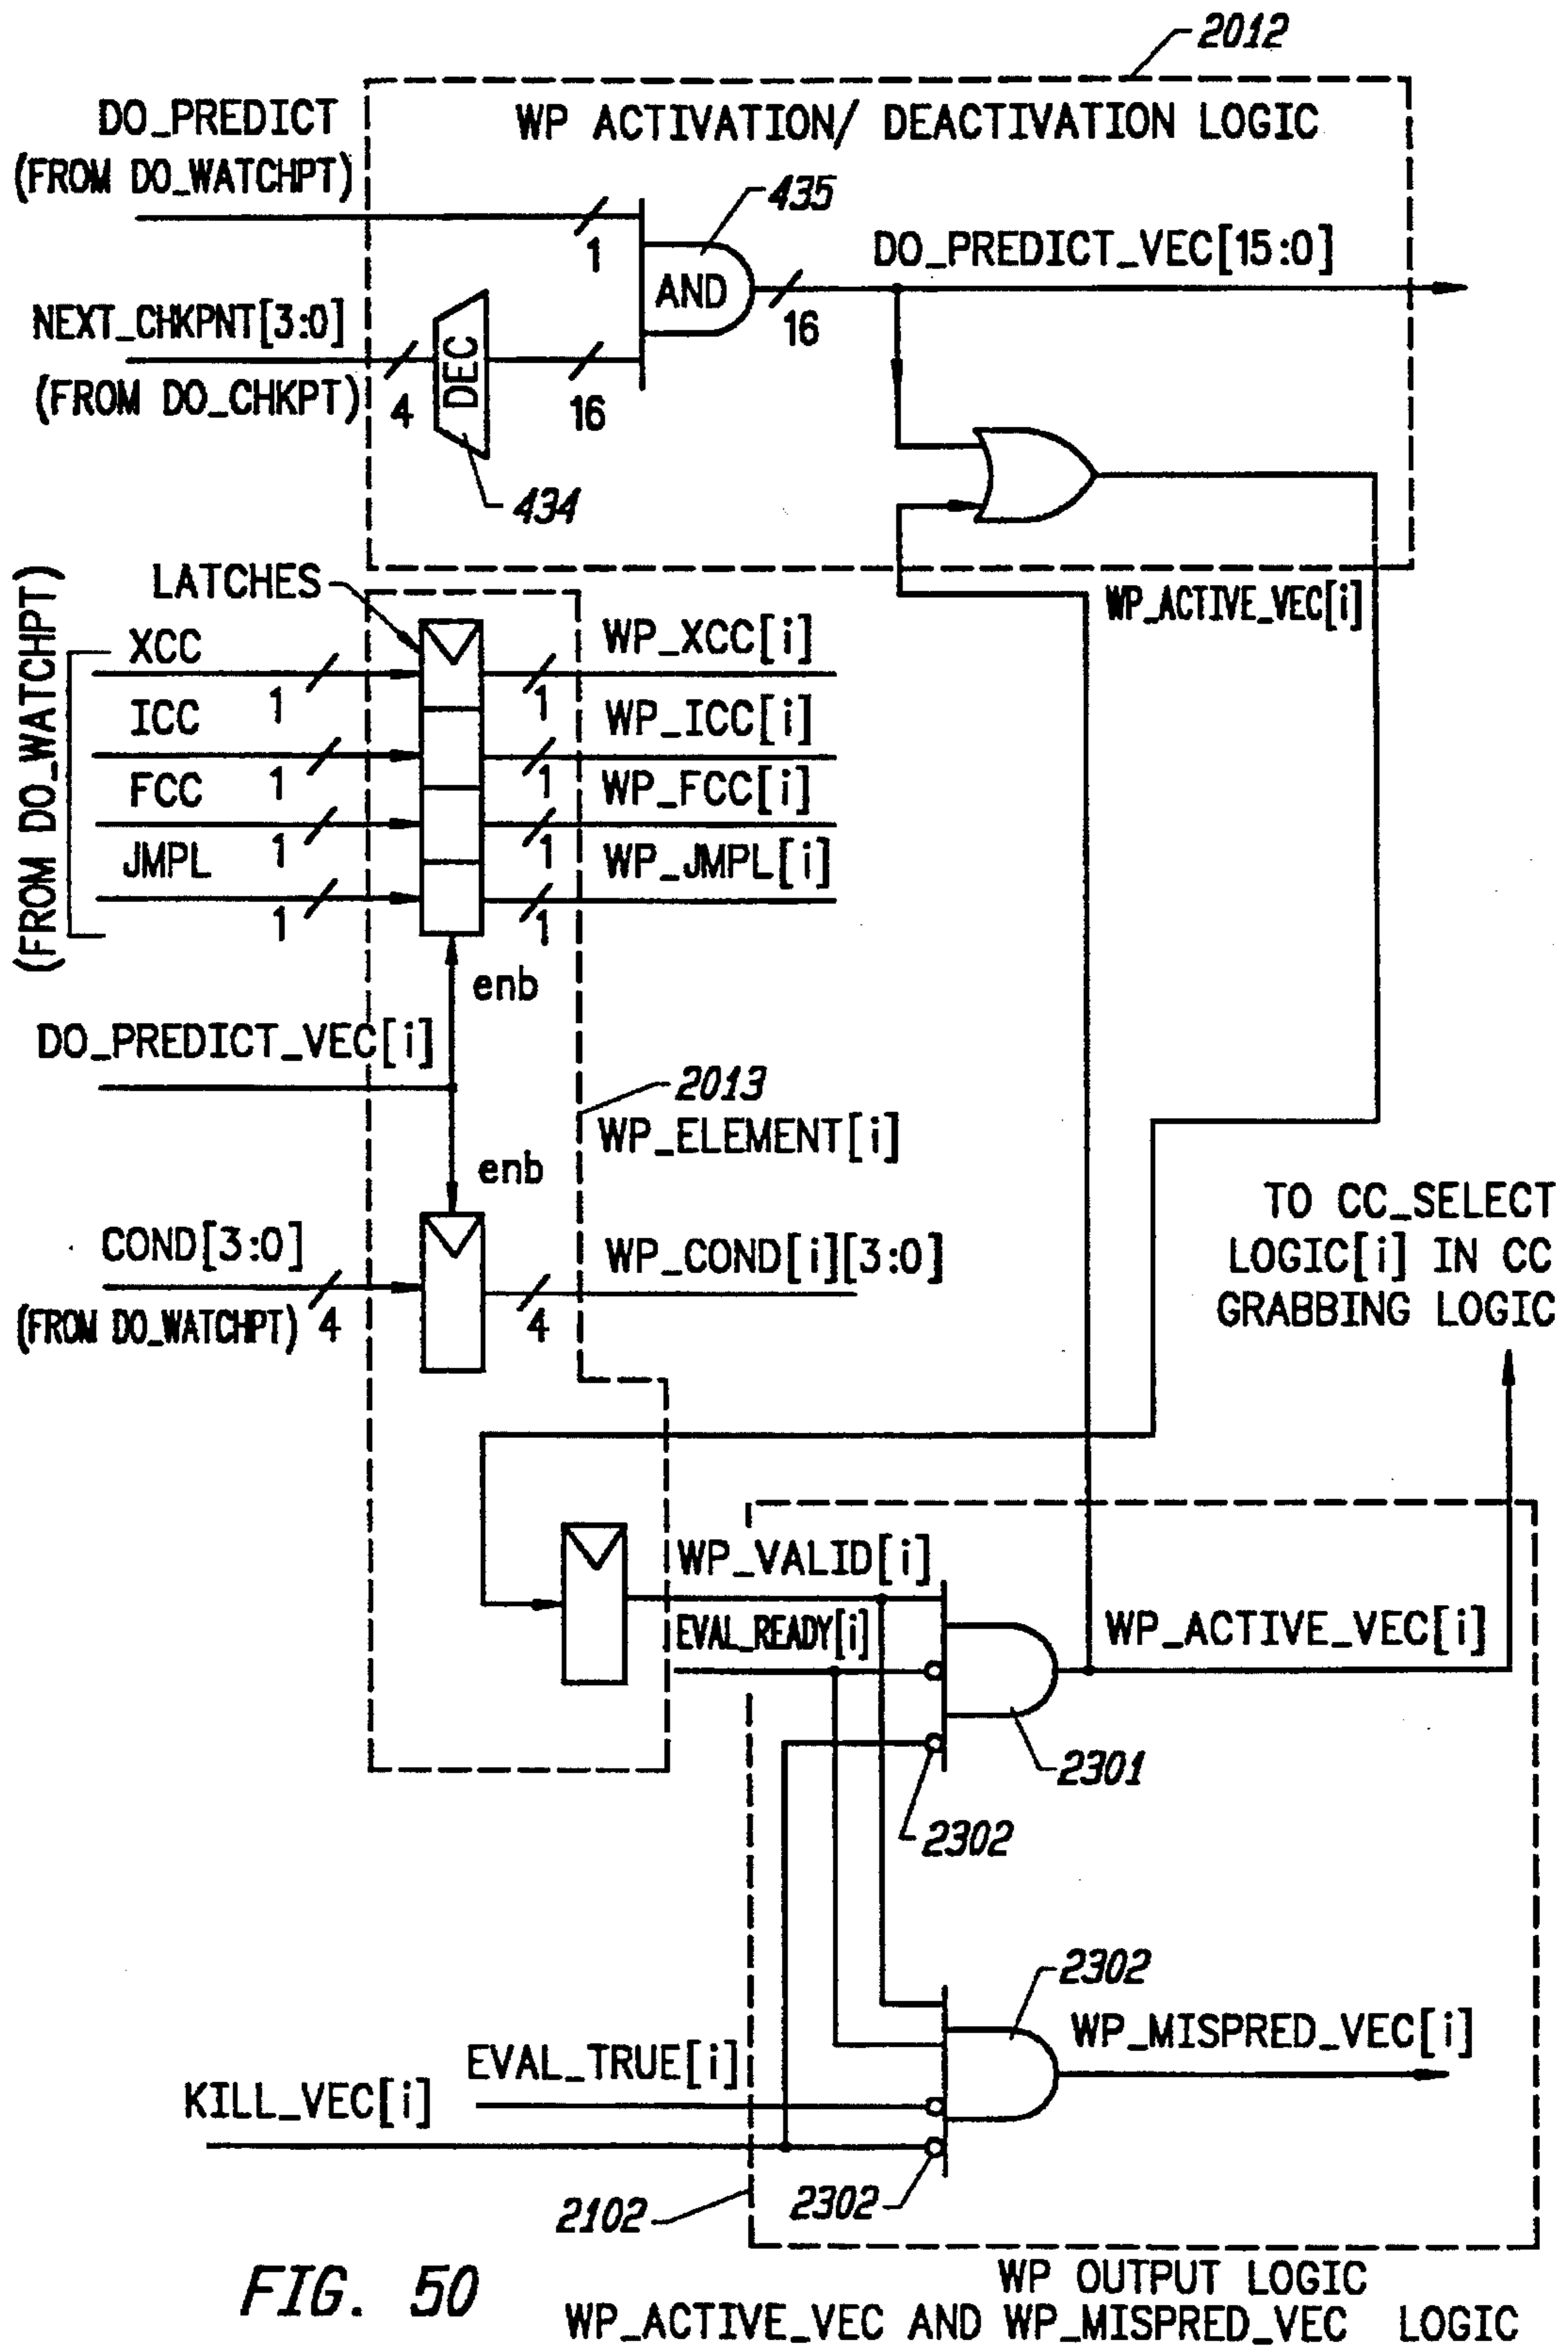 2012
DO_PREDICT
(FROM DO_WATCHPT)
WP ACTIVATION/ DEACTIVATION LOGIC
435
1
AND
16
DO_PREDICT_VEC[15:0]
NEXT_CHKPNT[3:0]
(FROM DO_CHKPT)
4
DEC
16
434
WP_ACTIVE_VEC[i]
LATCHES
(FROM DO_WATCHPT)
XCC
1
1
WP_XCC[i]
ICC
1
1
WP_ICC[i]
FCC
1
1
WP_FCC[i]
JMPL
1
1
WP_JMPL[i]
enb
DO_PREDICT_VEC[i]
2013
WP_ELEMENT[i]
enb
COND[3:0]
(FROM DO_WATCHPT)
4
4
WP_COND[i][3:0]
TO CC_SELECT
LOGIC[i] IN CC
GRABBING LOGIC
WP_VALID[i]
EVAL_READY[i]
WP_ACTIVE_VEC[i]
2301
2302
2302
WP_MISPRED_VEC[i]
EVAL_TRUE[i]
KILL_VEC[i]
2302
2102
FIG. 50
WP OUTPUT LOGIC
WP_ACTIVE_VEC AND WP_MISPRED_VEC LOGIC